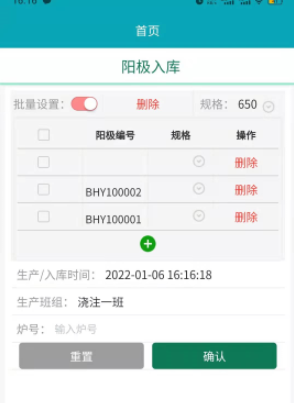 16:16
首页
阳极入库
批量设置： 删除 规格： 650
阳极编号 规格 操作
删除
BHY100002 删除
BHY100001 删除
生产/入库时间： 2022-01-06 16:16:18
生产班组： 浇注一班
炉号： 输入炉号
重置 确认